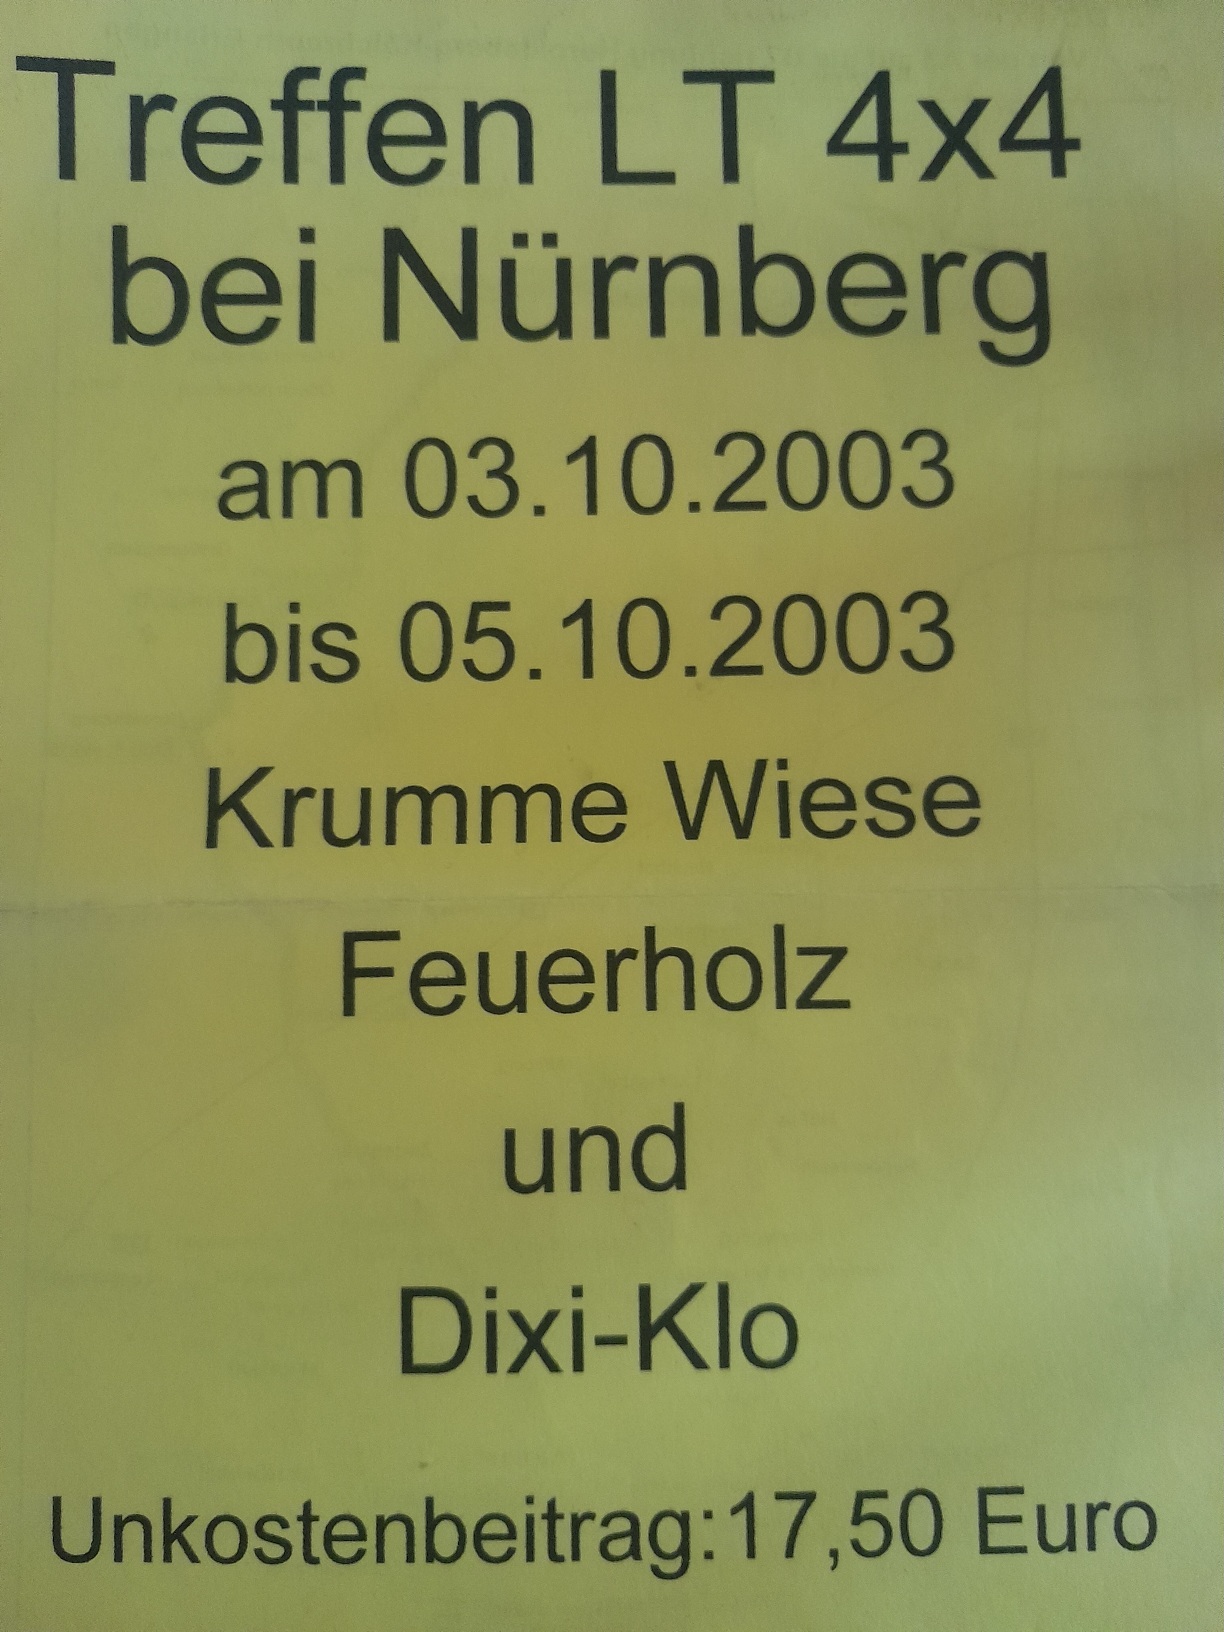 Treffen LT 4x4
bei Nürnberg
am 03.10.2003
bis 05.10.2003
Krumme Wiese
Feuerholz
und
Dixi-Klo
Unkostenbeitrag:17,50 Euro